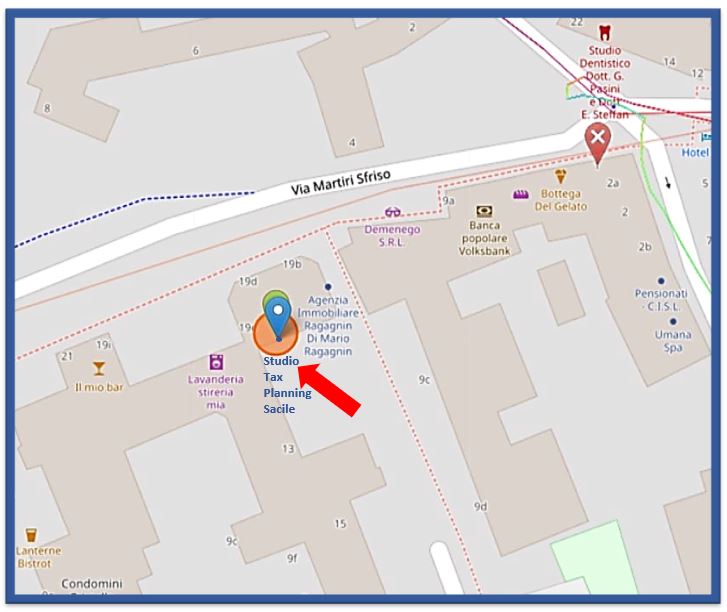 22
2
Studio
Dentistico
Dott. G.
Pasini
e Dott.
E. Steffan
14
12
6
8
4
Hotel
Via Martiri Sfriso
2a
5
Bottega
Del Gelato
9a
2
Demenego
S.R.L.
Banca
popolare
Volksbank
2b
7
19b
19d
Agenzia
Immobiliare
Ragagnin
Di Mario
Ragagnin
Pensionati
- C.I.S.L.
Umana
Spa
19i
21
Studio
Tax
Planning
Sacile
Il mio bar
Lavanderia
stireria
mia
9c
13
9d
15
9c
9f
Lanterne
Bistrot
Condomini